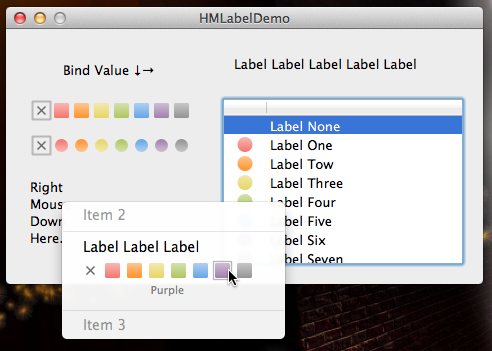 HMLabelDemo
Bind Value ↓→
Label Label Label Label Label
Label None
Label One
Label Tow
Label Three
Label Four
Label Five
Label Six
Label Seven
Right
Mous
Down
Here.
Item 2
Label Label Label
Purple
Item 3